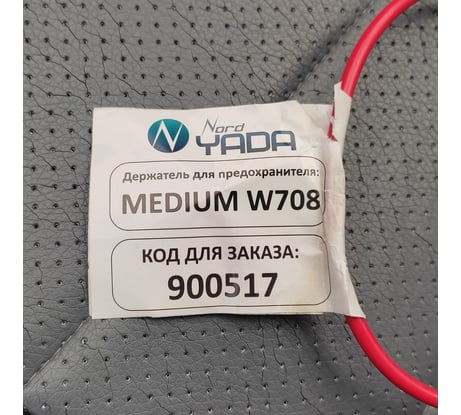 Nord
YADA
Держатель для предохранителя:
MEDIUM W708
КОД ДЛЯ ЗАКАЗА:
900517